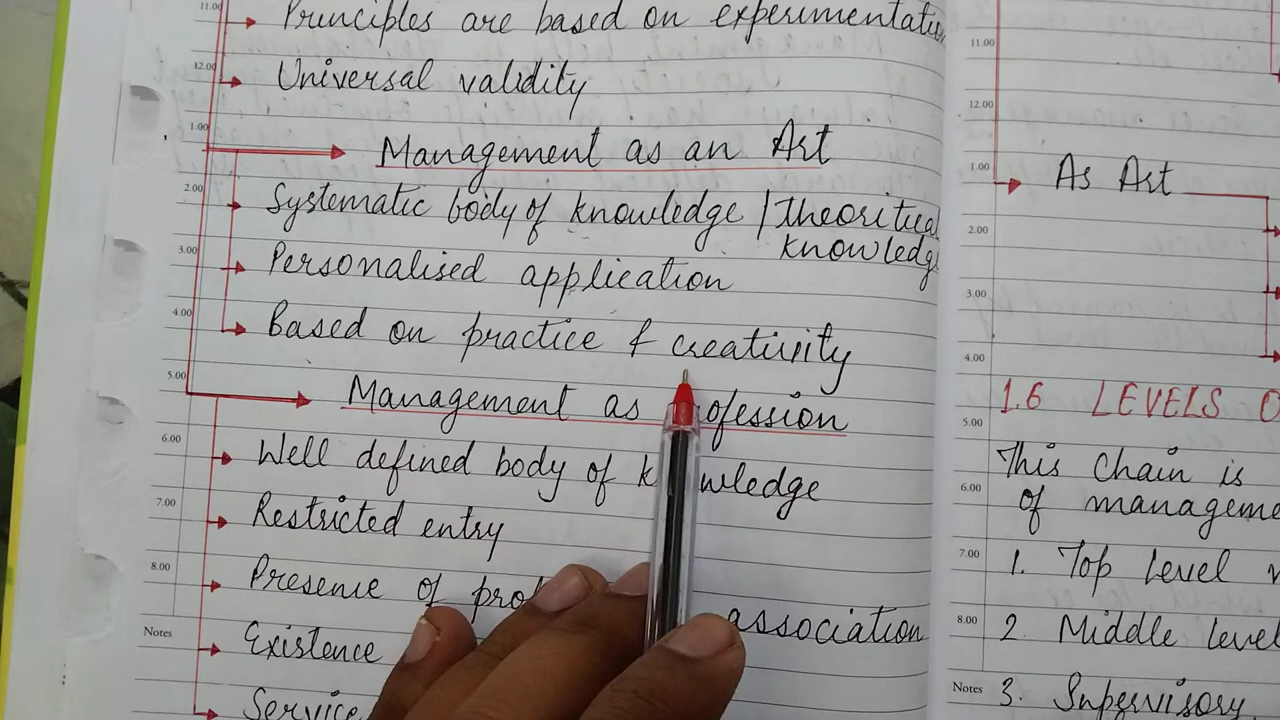 11.00
Principles are based on experimentation
12.00
Universal validity
1.00
Management as an Art
2.00
Systematic body of knowledge / theoritical
knowledg
3.00
Personalised application
4.00
Based on practice & creativity
5.00
Management as ofession
6.00
Well defined body of k wledge
7.00
Restricted entry
8.00
Presence of association
Notes
Existence
Service
11.00
12.00
1.00
As Art
2.00
3.00
4.00
1.6 LEVELS O
5.00
This chain is
6.00
of manageme
7.00
1. Top level
8.00
2. Middle level
Notes
3. Supervisory